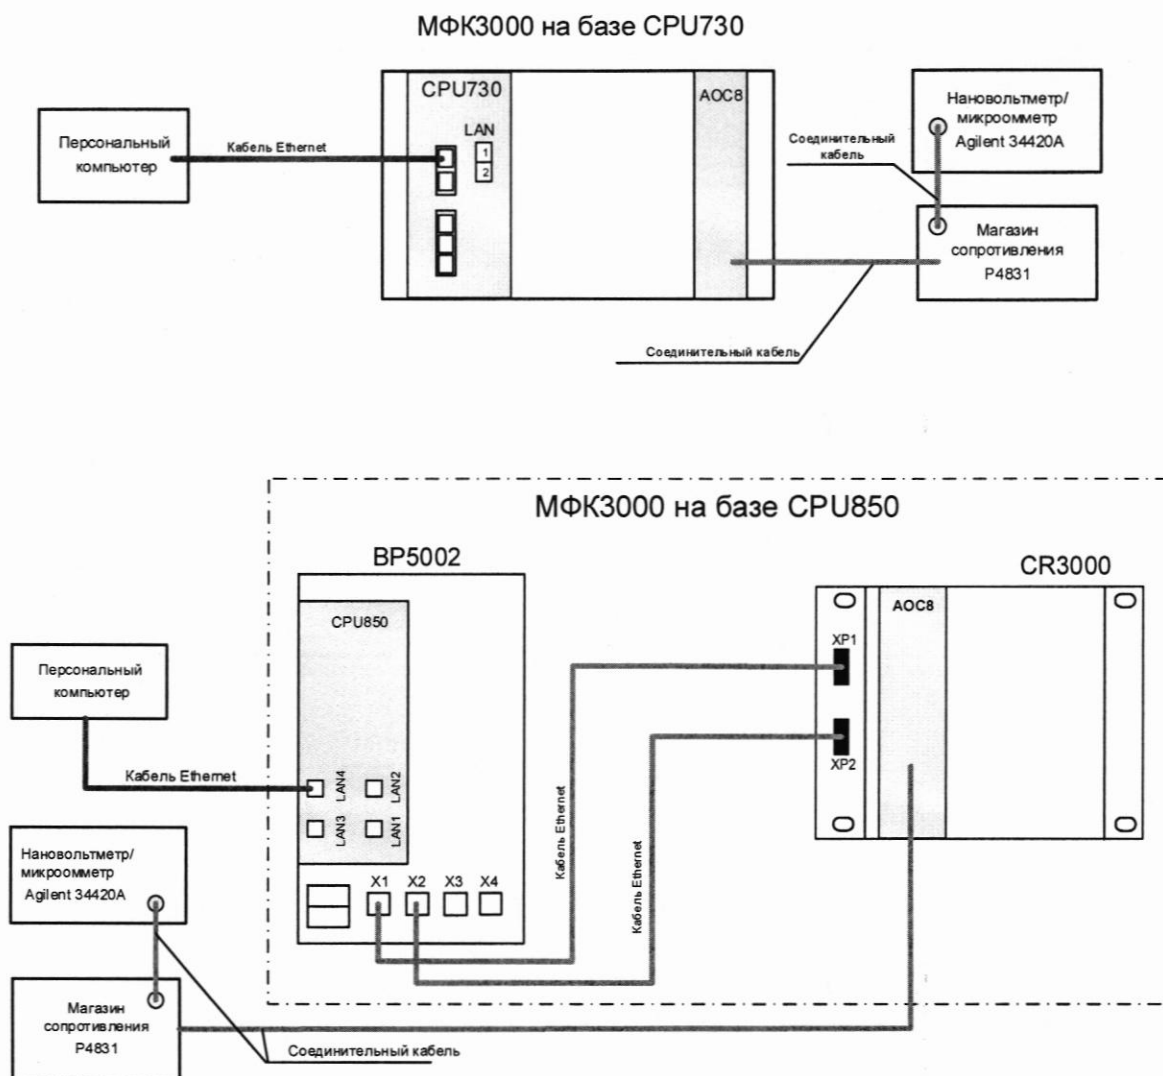 МФК3000 на базе CPU730
CPU730
AOC8
LAN
1
2
Персональный
компьютер
Кабель Ethernet
Соединительный
кабель
Нановольтметр/
микроомметр
Agilent 34420A
Магазин
сопротивления
Р4831
Соединительный кабель
МФК3000 на базе CPU850
BP5002
CR3000
CPU850
AOC8
XP1
XP2
Персональный
компьютер
Кабель Ethernet
LAN4
LAN2
LAN3
LAN1
X1
X2
X3
X4
Кабель Ethernet
Кабель Ethernet
Нановольтметр/
микроомметр
Agilent 34420A
Магазин
сопротивления
Р4831
Соединительный кабель